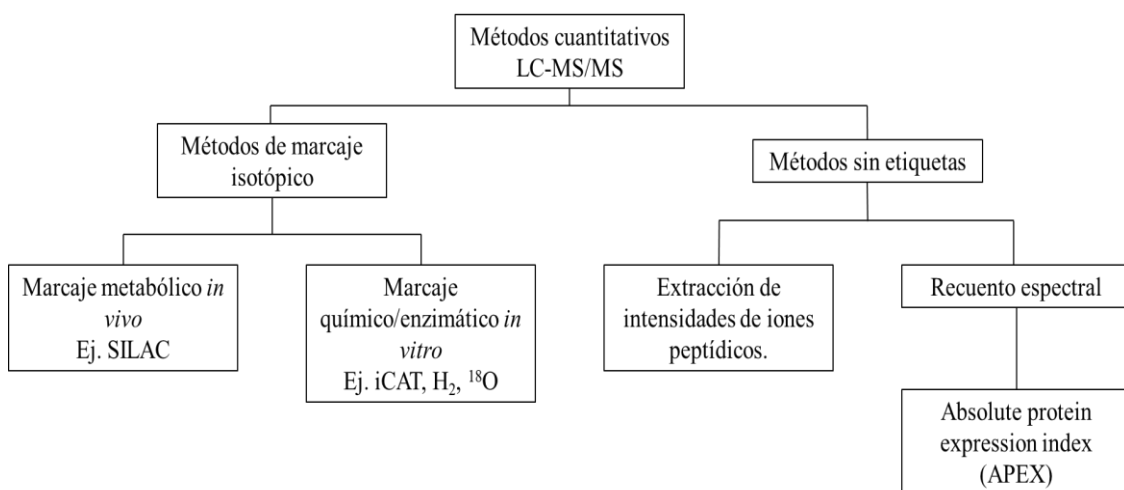 Métodos cuantitativos
LC-MS/MS
Métodos de marcaje
isotópico
Métodos sin etiquetas
Marcaje metabólico in
vivo
Ej. SILAC
Marcaje
químico/enzimático in
vitro
Ej. iCAT, H₂, ¹⁸O
Extracción de
intensidades de iones
peptídicos.
Recuento espectral
Absolute protein
expression index
(APEX)